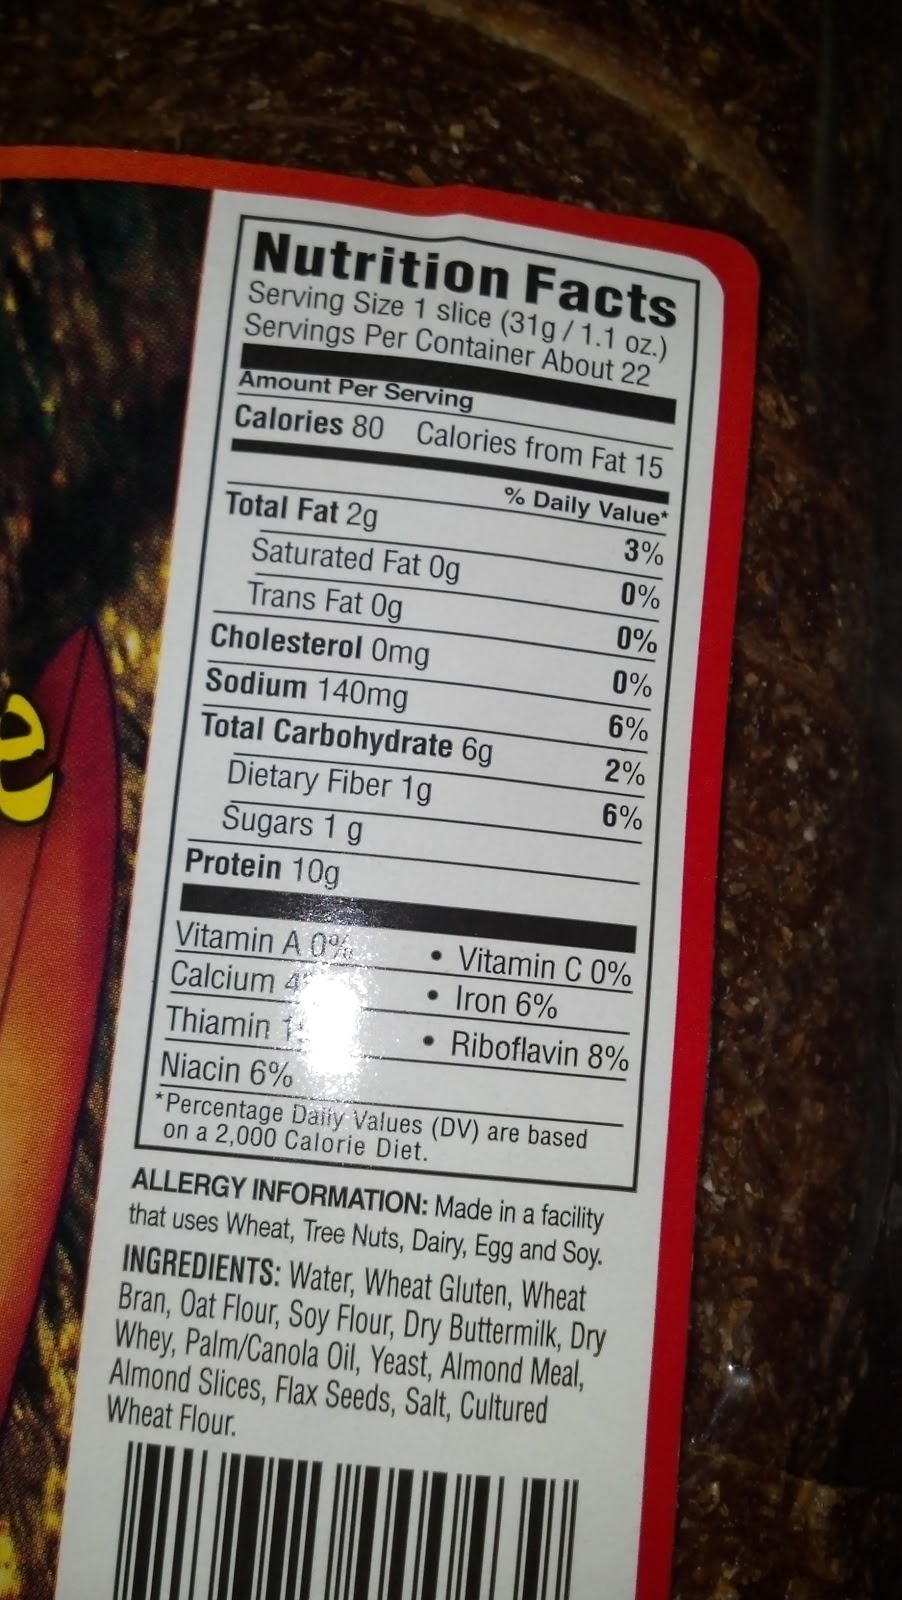 Nutrition Facts
Serving Size 1 slice (31g / 1.1 oz.)
Servings Per Container About 22
Amount Per Serving
Calories 80 Calories from Fat 15
% Daily Value*
Total Fat 2g 3%
Saturated Fat 0g 0%
Trans Fat 0g 0%
Cholesterol 0mg 0%
Sodium 140mg 6%
Total Carbohydrate 6g 2%
Dietary Fiber 1g 6%
Sugars 1 g
Protein 10g
Vitamin A 0% • Vitamin C 0%
Calcium • Iron 6%
Thiamin • Riboflavin 8%
Niacin 6%
*Percentage Daily Values (DV) are based
on a 2,000 Calorie Diet.
ALLERGY INFORMATION: Made in a facility
that uses Wheat, Tree Nuts, Dairy, Egg and Soy.
INGREDIENTS: Water, Wheat Gluten, Wheat
Bran, Oat Flour, Soy Flour, Dry Buttermilk, Dry
Whey, Palm/Canola Oil, Yeast, Almond Meal,
Almond Slices, Flax Seeds, Salt, Cultured
Wheat Flour.
e